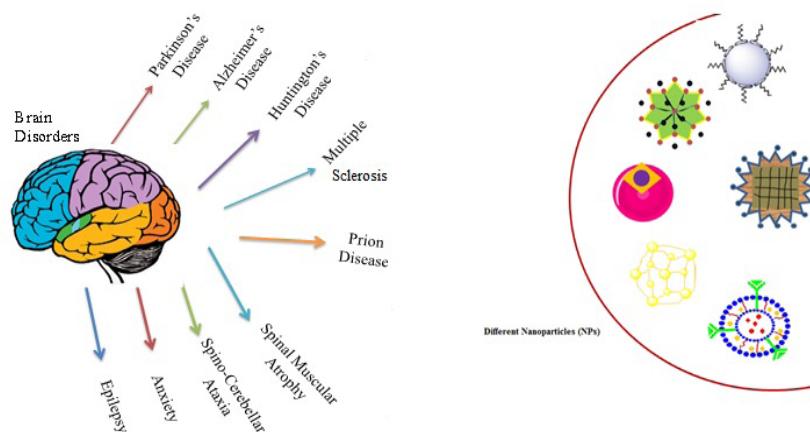 Brain
Disorders
Parkinson's
Disease
Alzheimer's
Disease
Huntington's
Disease
Multiple
Sclerosis
Prion
Disease
Spinal Muscular
Atrophy
Spino-Cerebellar
Ataxia
Anxiety
Epilepsy
Different Nanoparticles (NPs)